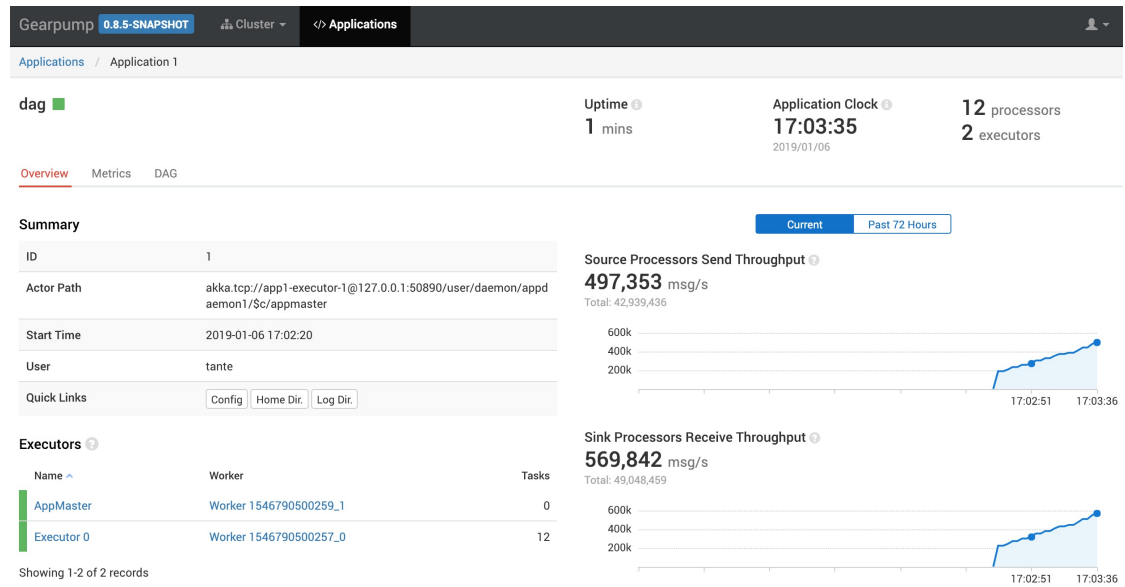 Gearpump 0.8.5-SNAPSHOT Cluster </> Applications
Applications / Application 1
dag
Uptime
1 mins
Application Clock
17:03:35
2019/01/06
12 processors
2 executors
Overview Metrics DAG
Summary
ID 1
Actor Path akka.tcp://app1-executor-1@127.0.0.1:50890/user/daemon/appd
aemon1/$c/appmaster
Start Time 2019-01-06 17:02:20
User tante
Quick Links Config Home Dir. Log Dir.
Executors ?
Name Worker Tasks
AppMaster Worker 1546790500259_1 0
Executor 0 Worker 1546790500257_0 12
Showing 1-2 of 2 records
Current Past 72 Hours
Source Processors Send Throughput ?
497,353 msg/s
Total: 42,939,436
600k
400k
200k
17:02:51 17:03:36
Sink Processors Receive Throughput ?
569,842 msg/s
Total: 49,048,459
600k
400k
200k
17:02:51 17:03:36